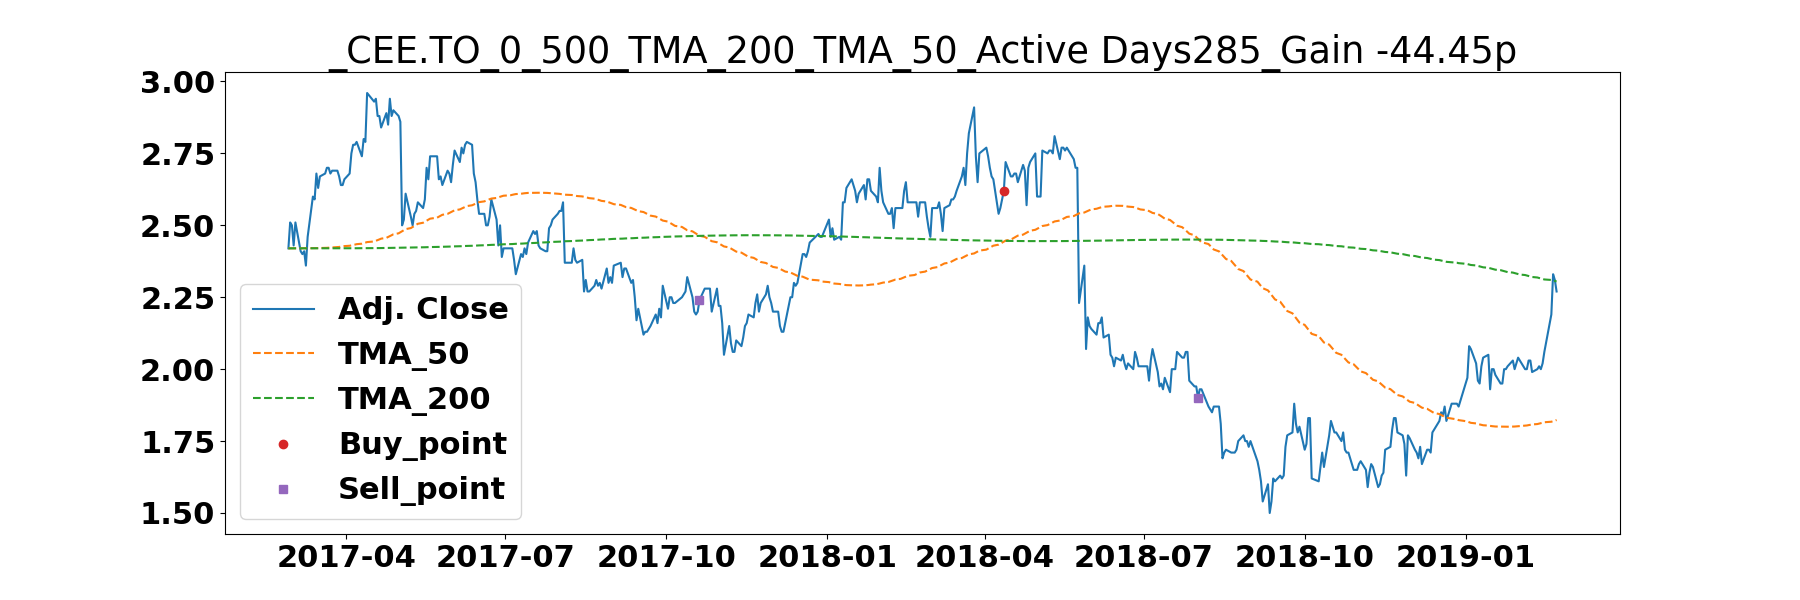 _CEE.TO_0_500_TMA_200_TMA_50_Active Days285_Gain -44.45p
3.00
2.75
2.50
2.25
2.00
1.75
1.50
Adj. Close
TMA_50
TMA_200
Buy_point
Sell_point
2017-04 2017-07 2017-10 2018-01 2018-04 2018-07 2018-10 2019-01